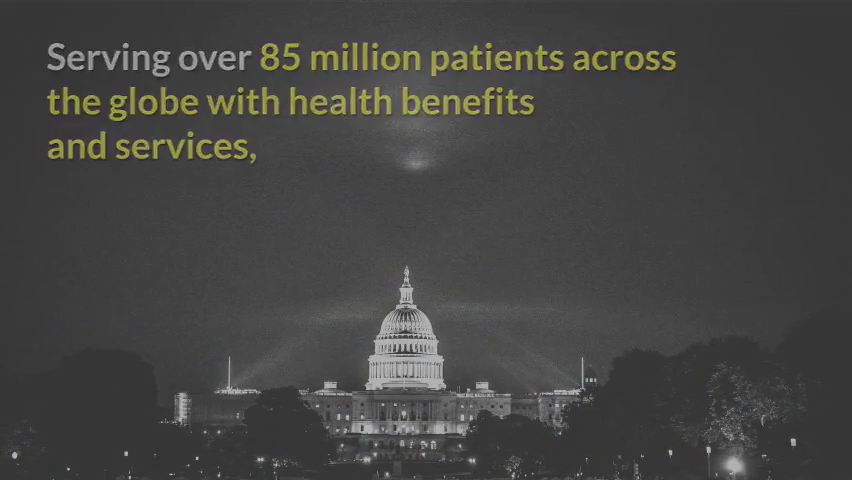 Serving over 85 million patients across
the globe with health benefits
and services,